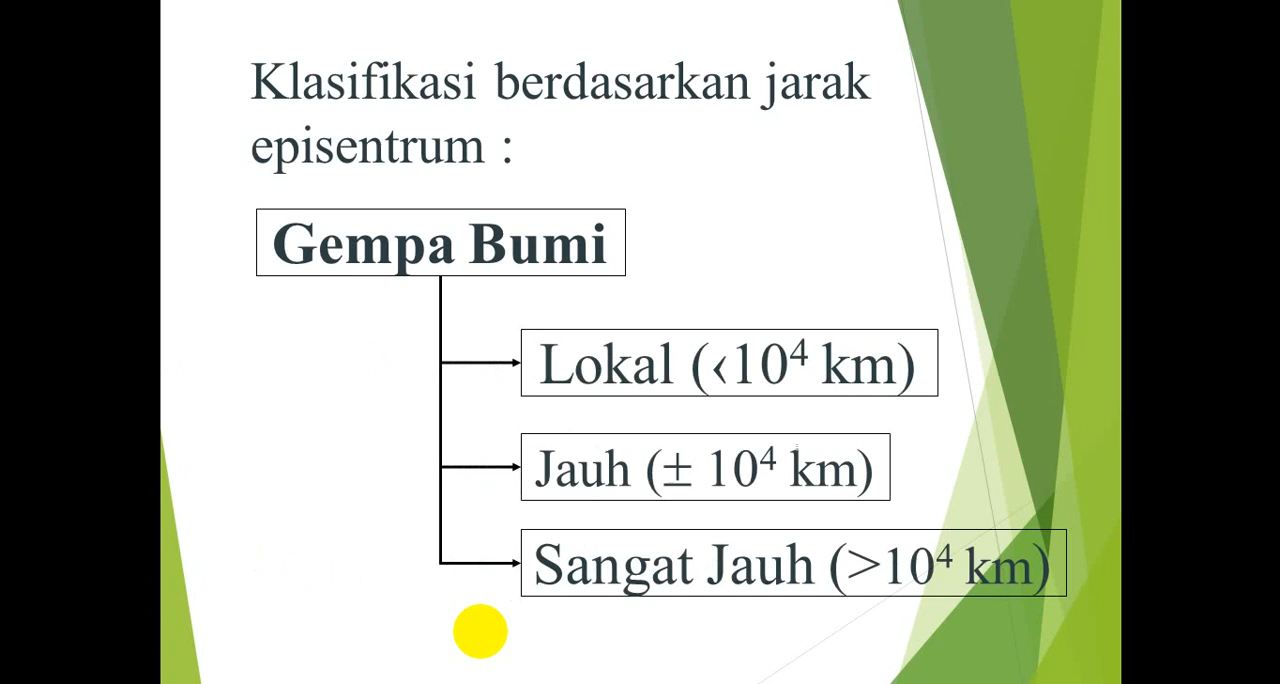 Klasifikasi berdasarkan jarak
episentrum :
Gempa Bumi
Lokal (‹10⁴ km)
Jauh (± 10⁴ km)
Sangat Jauh (>10⁴ km)